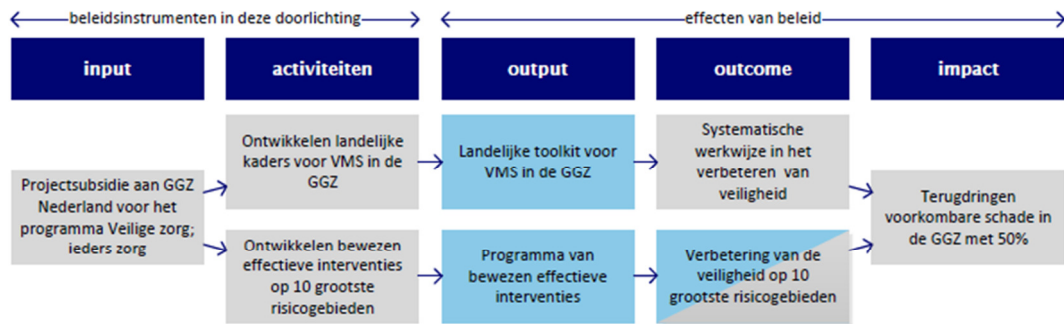 beleidsinstrumenten in deze doorlichting
effecten van beleid
input
activiteiten
output
outcome
impact
Projectsubsidie aan GGZ
Nederland voor het
programma Veilige zorg;
ieders zorg
Ontwikkelen landelijke
kaders voor VMS in de
GGZ
Landelijke toolkit voor
VMS in de GGZ
Systematische
werkwijze in het
verbeteren van
veiligheid
Ontwikkelen bewezen
effectieve interventies
op 10 grootste
risicogebieden
Programma van
bewezen effectieve
interventies
Verbetering van de
veiligheid op 10
grootste risicogebieden
Terugdringen
voorkombare schade in
de GGZ met 50%